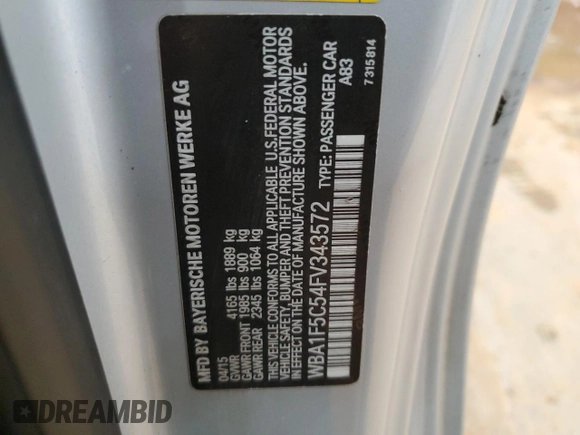 MFD BY BAYERISCHE MOTOREN WERKE AG
04/15
GVWR 4165 lbs 1889 kg
GAWR FRONT 1985 lbs 900 kg
GAWR REAR 2345 lbs 1064 kg
THIS VEHICLE CONFORMS TO ALL APPLICABLE U.S. FEDERAL MOTOR
VEHICLE SAFETY, BUMPER AND THEFT PREVENTION STANDARDS
IN EFFECT ON THE DATE OF MANUFACTURE SHOWN ABOVE.
WBA1F5C54FV343572 TYPE: PASSENGER CAR
A83
7 315 814
DREAMBID